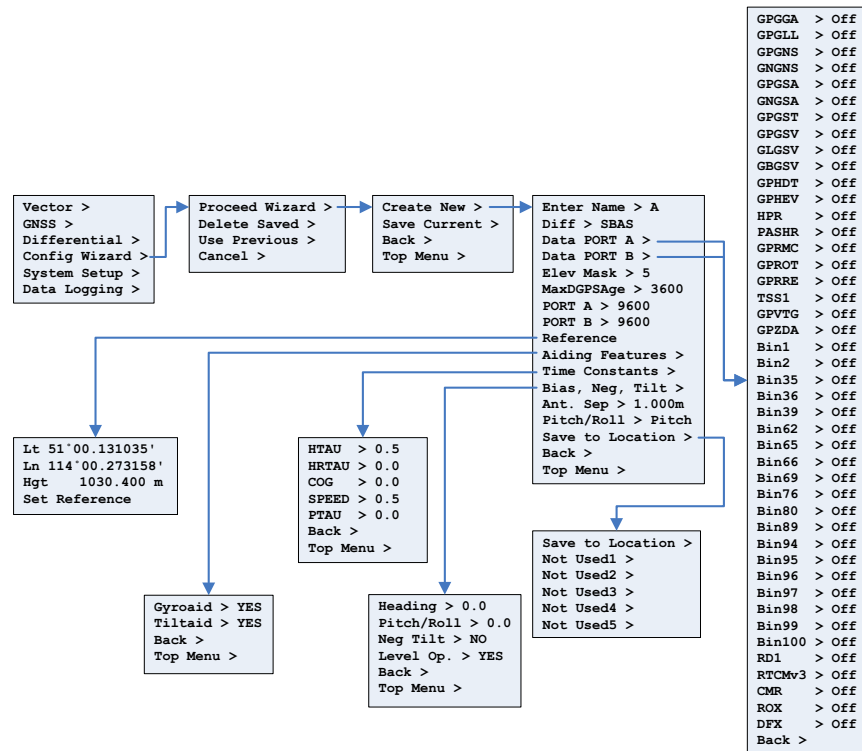 Vector >
GNSS >
Differential >
Config Wizard >
System Setup >
Data Logging >
Proceed Wizard >
Delete Saved >
Use Previous >
Cancel >
Create New >
Save Current >
Back >
Top Menu >
Enter Name > A
Diff > SBAS
Data PORT A >
Data PORT B >
Elev Mask > 5
MaxDGPSAge > 3600
PORT A > 9600
PORT B > 9600
Reference
Aiding Features >
Time Constants >
Bias, Neg, Tilt >
Ant. Sep > 1.000m
Pitch/Roll > Pitch
Save to Location >
Back >
Top Menu >
GPGGA > Off
GPGLL > Off
GPGNS > Off
GNGNS > Off
GPGSA > Off
GNGSA > Off
GPGST > Off
GPGSV > Off
GLGSV > Off
GBGSV > Off
GPHDT > Off
GPHEV > Off
HPR > Off
PASHR > Off
GPRMC > Off
GPROT > Off
GPRRE > Off
TSS1 > Off
GPVTG > Off
GPZDA > Off
Bin1 > Off
Bin2 > Off
Bin35 > Off
Bin36 > Off
Bin39 > Off
Bin62 > Off
Bin65 > Off
Bin66 > Off
Bin69 > Off
Bin76 > Off
Bin80 > Off
Bin89 > Off
Bin94 > Off
Bin95 > Off
Bin96 > Off
Bin97 > Off
Bin98 > Off
Bin99 > Off
Bin100 > Off
RD1 > Off
RTCMv3 > Off
CMR > Off
ROX > Off
DFX > Off
Back >
Lt 51°00.131035'
Ln 114°00.273158'
Hgt 1030.400 m
Set Reference
HTAU > 0.5
HRTAU > 0.0
COG > 0.0
SPEED > 0.5
PTAU > 0.0
Back >
Top Menu >
Save to Location >
Not Used1 >
Not Used2 >
Not Used3 >
Not Used4 >
Not Used5 >
Gyroaid > YES
Tiltaid > YES
Back >
Top Menu >
Heading > 0.0
Pitch/Roll > 0.0
Neg Tilt > NO
Level Op. > YES
Back >
Top Menu >